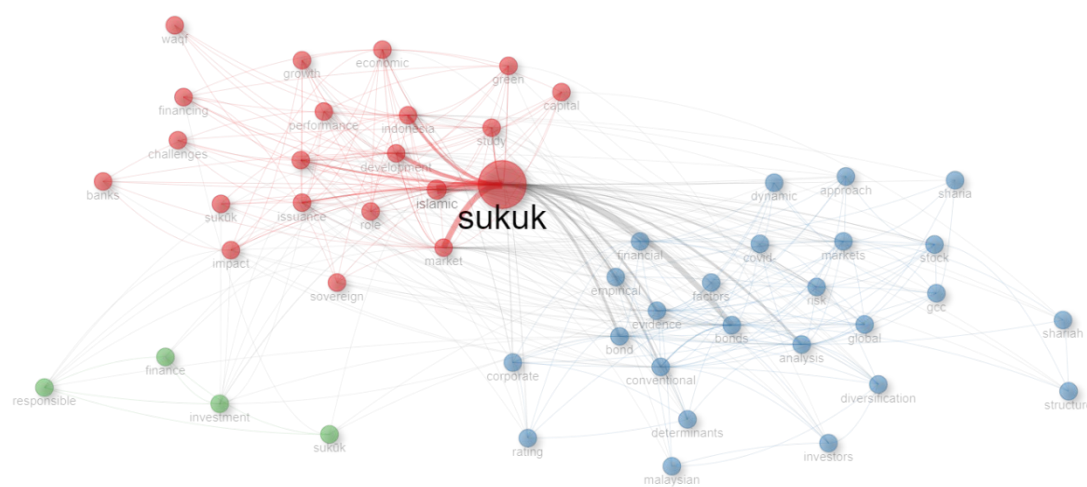 waqf
economic
growth
green
capital
financing
performance
indonesia
study
challenges
development
banks
islamic
sukuk
issuance
role
sukuk
impact
market
sovereign
dynamic
approach
sharia
financial
covid-
markets
stock
empirical
factors
risk
gcc
evidence
bonds
global
shariah
bond
analysis
corporate
conventional
diversification
structure
determinants
rating
investors
malaysian
finance
responsible
investment
sukuk